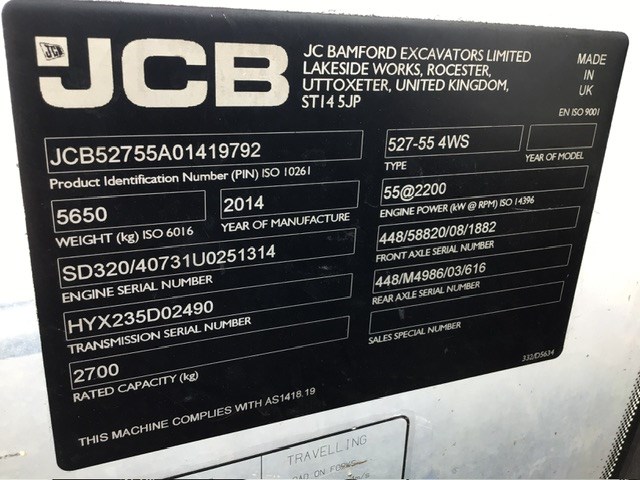 JCB
JC BAMFORD EXCAVATORS LIMITED
LAKESIDE WORKS, ROCESTER,
UTTOXETER, UNITED KINGDOM,
ST14 5JP
MADE
IN
UK
EN ISO 9001
JCB52755A01419792
Product Identification Number (PIN) ISO 10261
527-55 4WS
TYPE
YEAR OF MODEL
5650
WEIGHT (kg) ISO 6016
2014
YEAR OF MANUFACTURE
55@2200
ENGINE POWER (kW @ RPM) ISO 14396
SD320/40731U0251314
ENGINE SERIAL NUMBER
448/58820/08/1882
FRONT AXLE SERIAL NUMBER
HYX235D02490
TRANSMISSION SERIAL NUMBER
448/M4986/03/616
REAR AXLE SERIAL NUMBER
2700
RATED CAPACITY (kg)
SALES SPECIAL NUMBER
332/D5634
THIS MACHINE COMPLIES WITH AS1418.19
TRAVELLING
ON